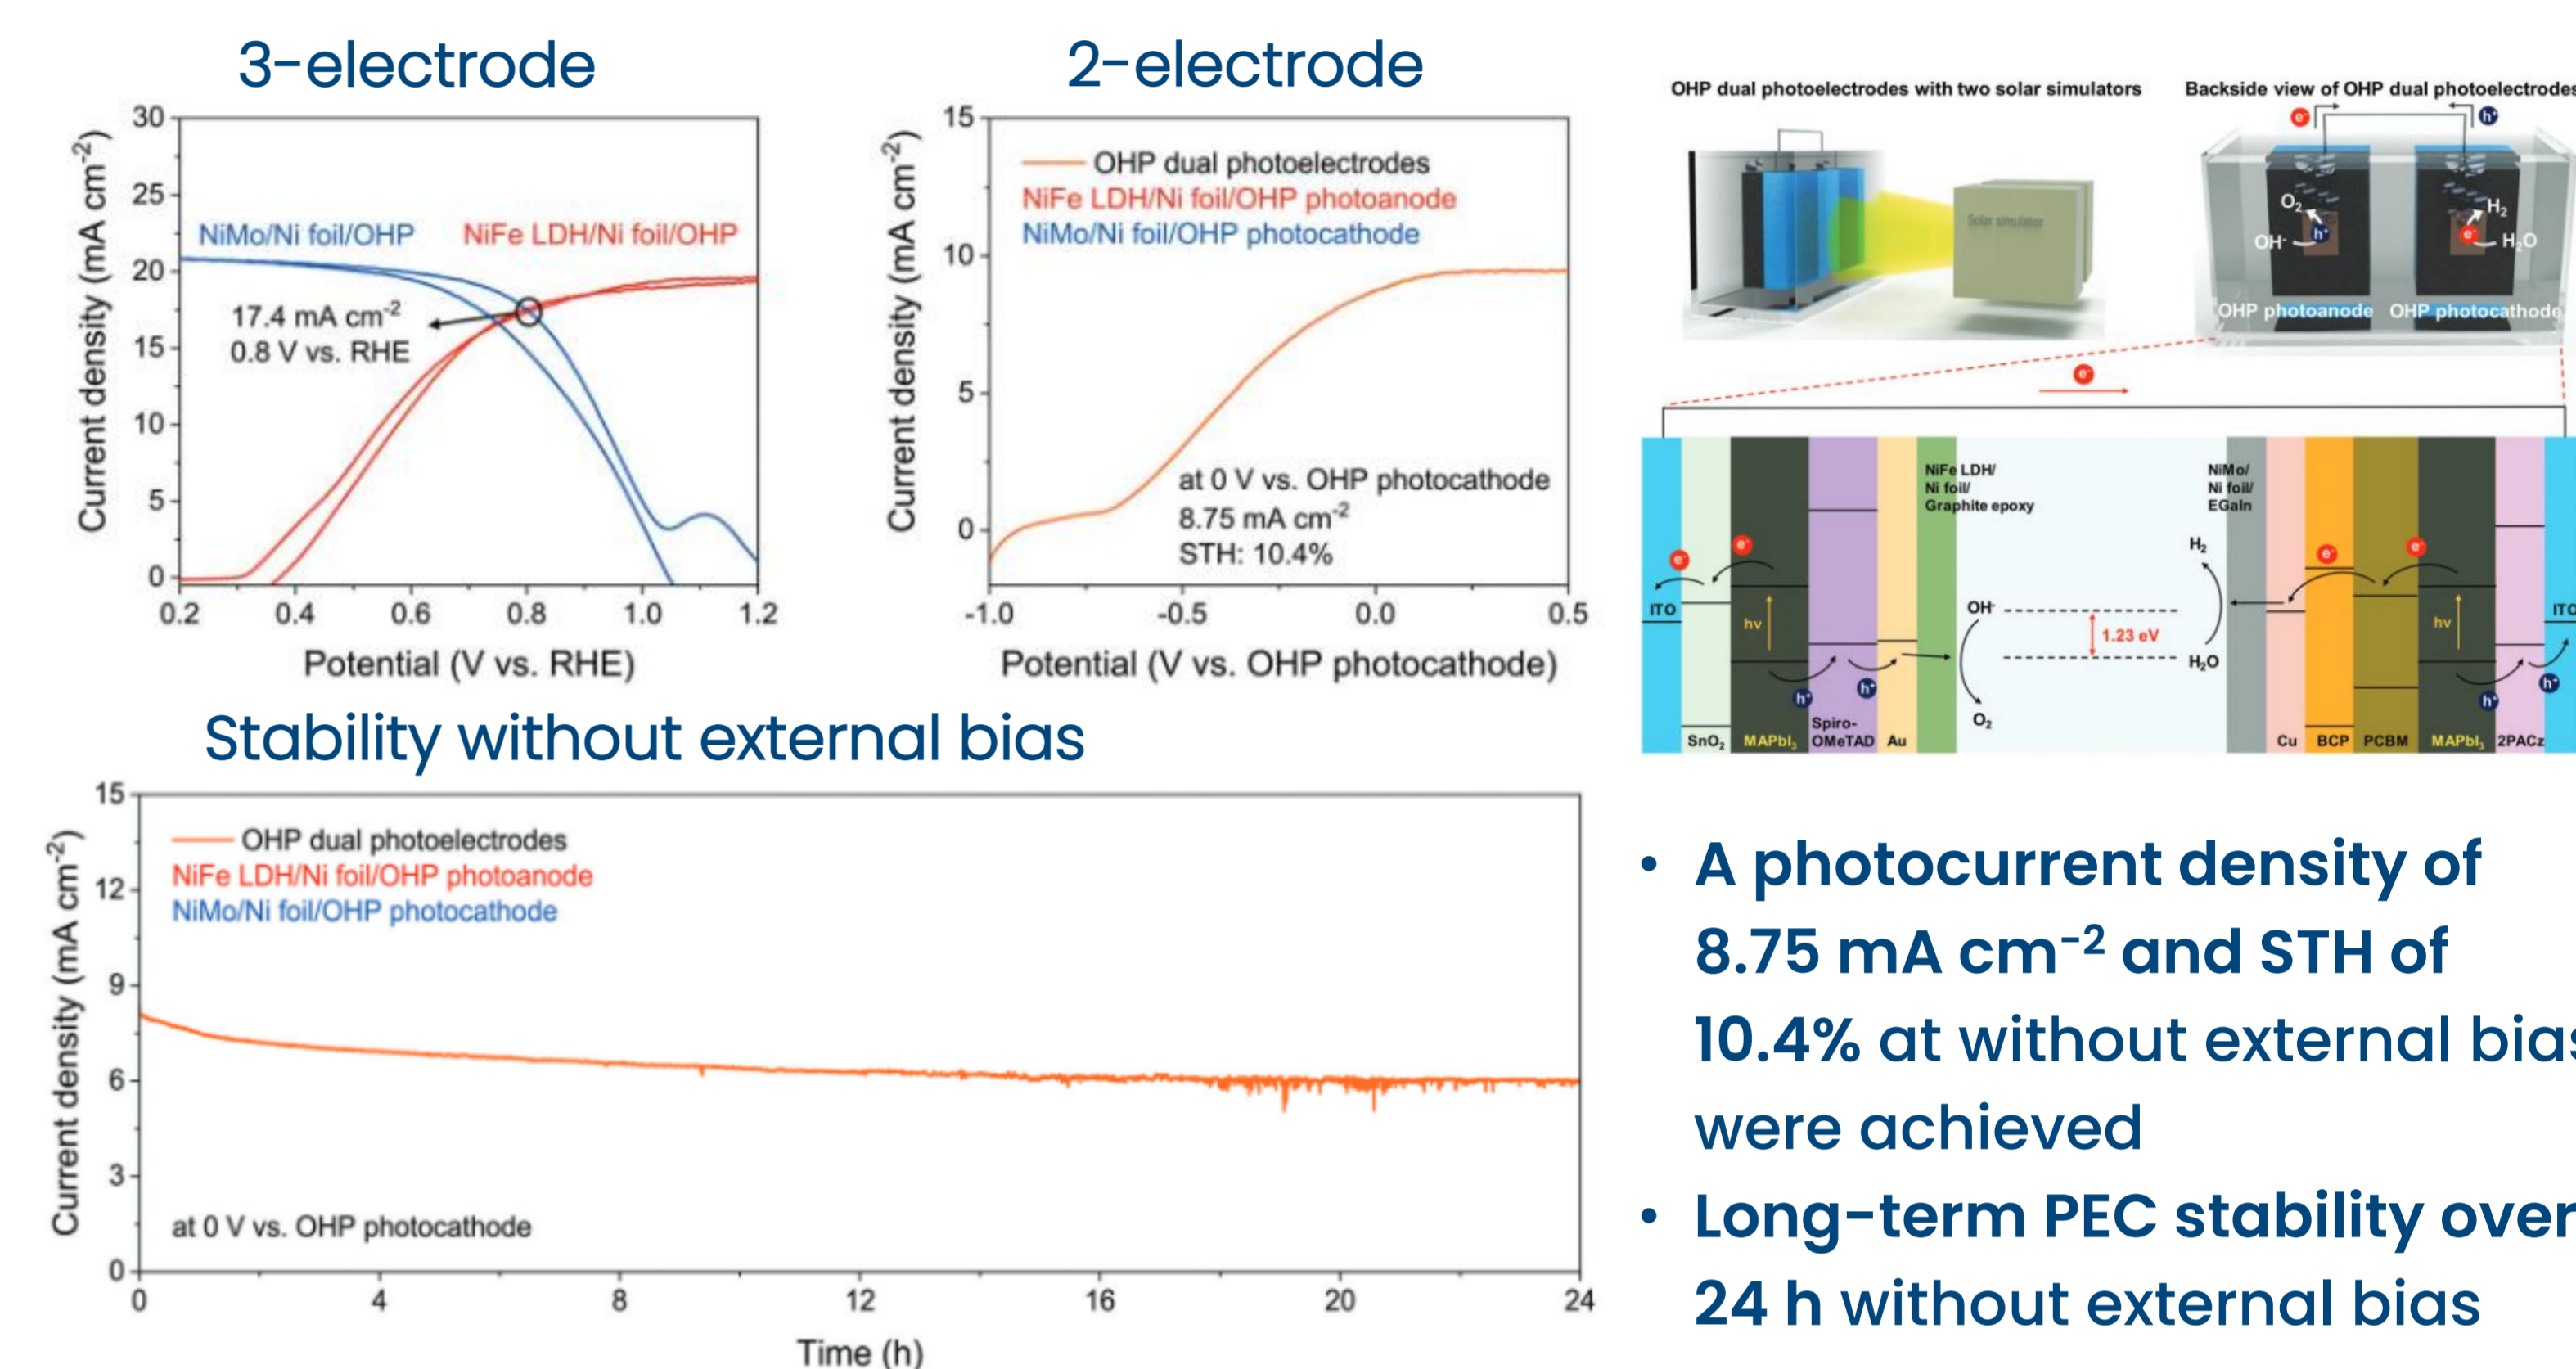 3-electrode
30
25
20
15
10
5
0
0.2
0.4
0.6
0.8
1.0
1.2
Current density (mA cm⁻²)
NiMo/Ni foil/OHP
NiFe LDH/Ni foil/OHP
17.4 mA cm⁻²
0.8 V vs. RHE
Potential (V vs. RHE)
2-electrode
15
10
5
0
-1.0
-0.5
0.0
0.5
Current density (mA cm⁻²)
OHP dual photoelectrodes
NiFe LDH/Ni foil/OHP photoanode
NiMo/Ni foil/OHP photocathode
at 0 V vs. OHP photocathode
8.75 mA cm⁻²
STH: 10.4%
Potential (V vs. OHP photocathode)
OHP dual photoelectrodes with two solar simulators
Solar simulator
Backside view of OHP dual photoelectrodes
e⁻
h⁺
O₂
OH⁻
h⁺
H₂
e⁻
H₂O
OHP photoanode
OHP photocathode
e⁻
NiFe LDH/
Ni foil/
Graphite epoxy
NiMo/
Ni foil/
EGaIn
e⁻
e⁻
e⁻
e⁻
H₂
ITO
hv
OH⁻
1.23 eV
H₂O
hv
ITO
h⁺
h⁺
h⁺
h⁺
O₂
SnO₂
MAPbI₃
Spiro-
OMeTAD
Au
Cu
BCP
PCBM
MAPbI₃
2PACz
Stability without external bias
15
12
9
6
3
0
0
4
8
12
16
20
24
Current density (mA cm⁻²)
OHP dual photoelectrodes
NiFe LDH/Ni foil/OHP photoanode
NiMo/Ni foil/OHP photocathode
at 0 V vs. OHP photocathode
Time (h)
• A photocurrent density of
8.75 mA cm⁻² and STH of
10.4% at without external bias
were achieved
• Long-term PEC stability over
24 h without external bias